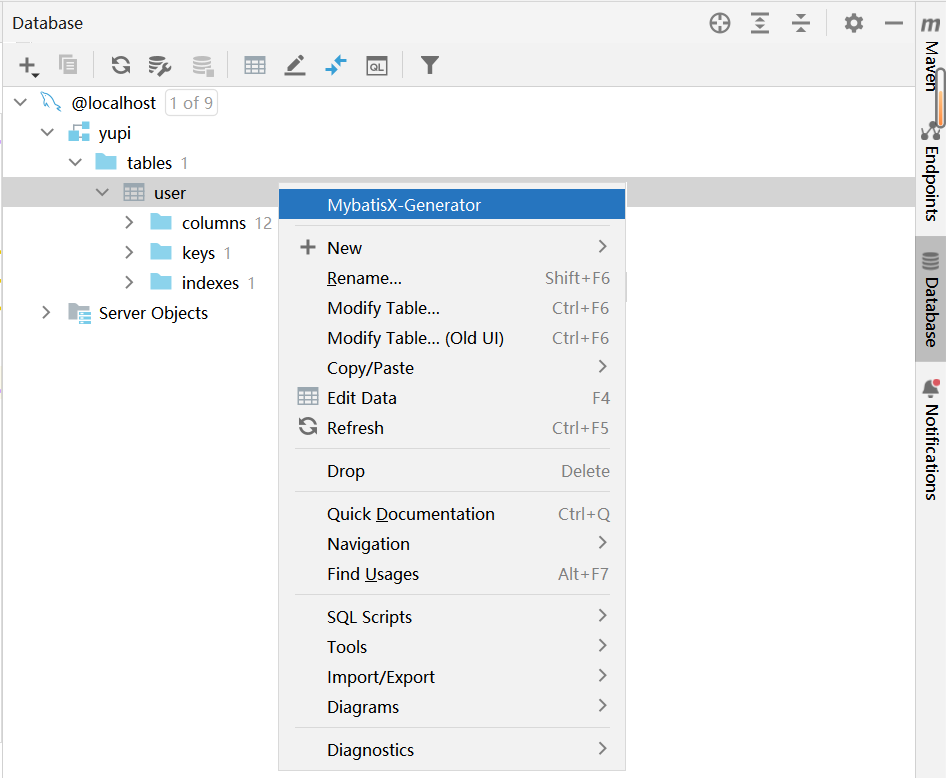 Database
QL
@localhost 1 of 9
yupi
tables 1
user
columns 12
keys 1
indexes 1
Server Objects
MybatisX-Generator
New
Rename... Shift+F6
Modify Table... Ctrl+F6
Modify Table... (Old UI) Ctrl+F6
Copy/Paste
Edit Data F4
Refresh Ctrl+F5
Drop Delete
Quick Documentation Ctrl+Q
Navigation
Find Usages Alt+F7
SQL Scripts
Tools
Import/Export
Diagrams
Diagnostics
m
Maven
Endpoints
Database
Notifications